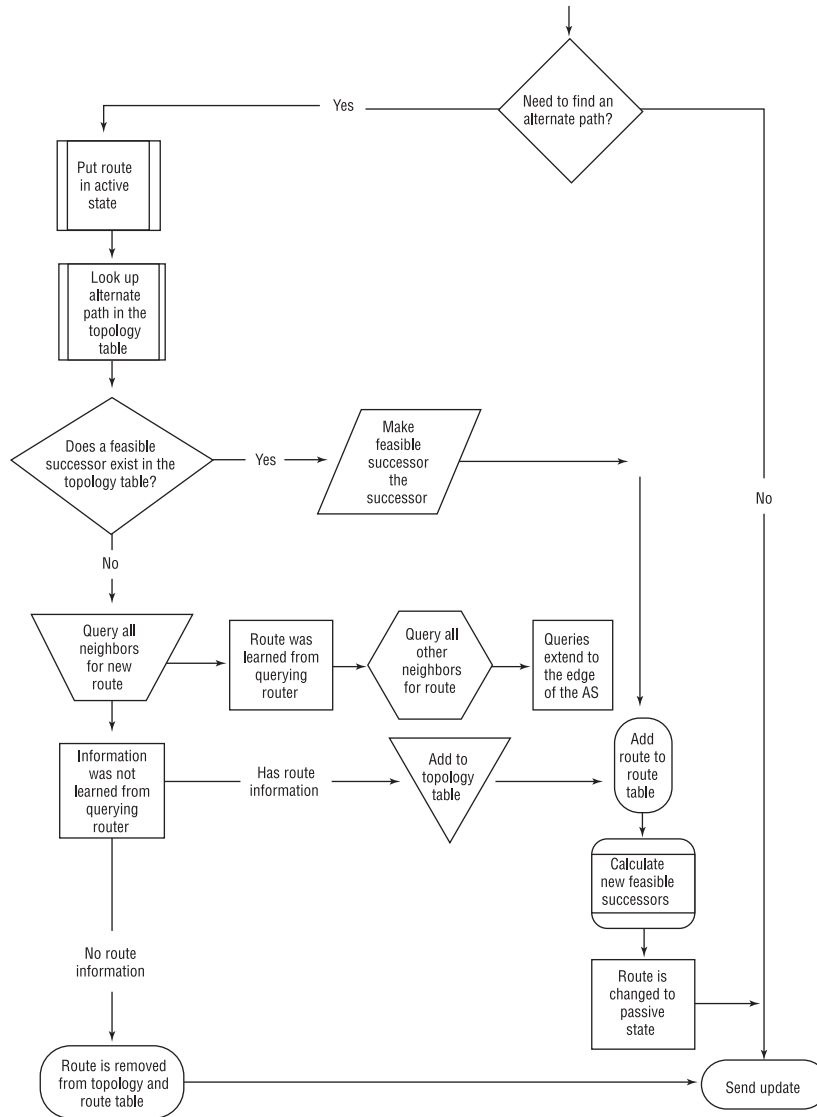 Need to find an
alternate path?
Yes
Put route
in active
state
Look up
alternate
path in the
topology
table
Does a feasible
successor exist in the
topology table?
Yes
Make
feasible
successor
the
successor
No
No
Query all
neighbors
for new
route
Route was
learned from
querying
router
Query all
other
neighbors
for route
Queries
extend to
the edge
of the AS
Information
was not
learned from
querying
router
Has route
information
Add to
topology
table
Add
route to
route
table
Calculate
new feasible
successors
No route
information
Route is
changed to
passive
state
Route is removed
from topology and
route table
Send update